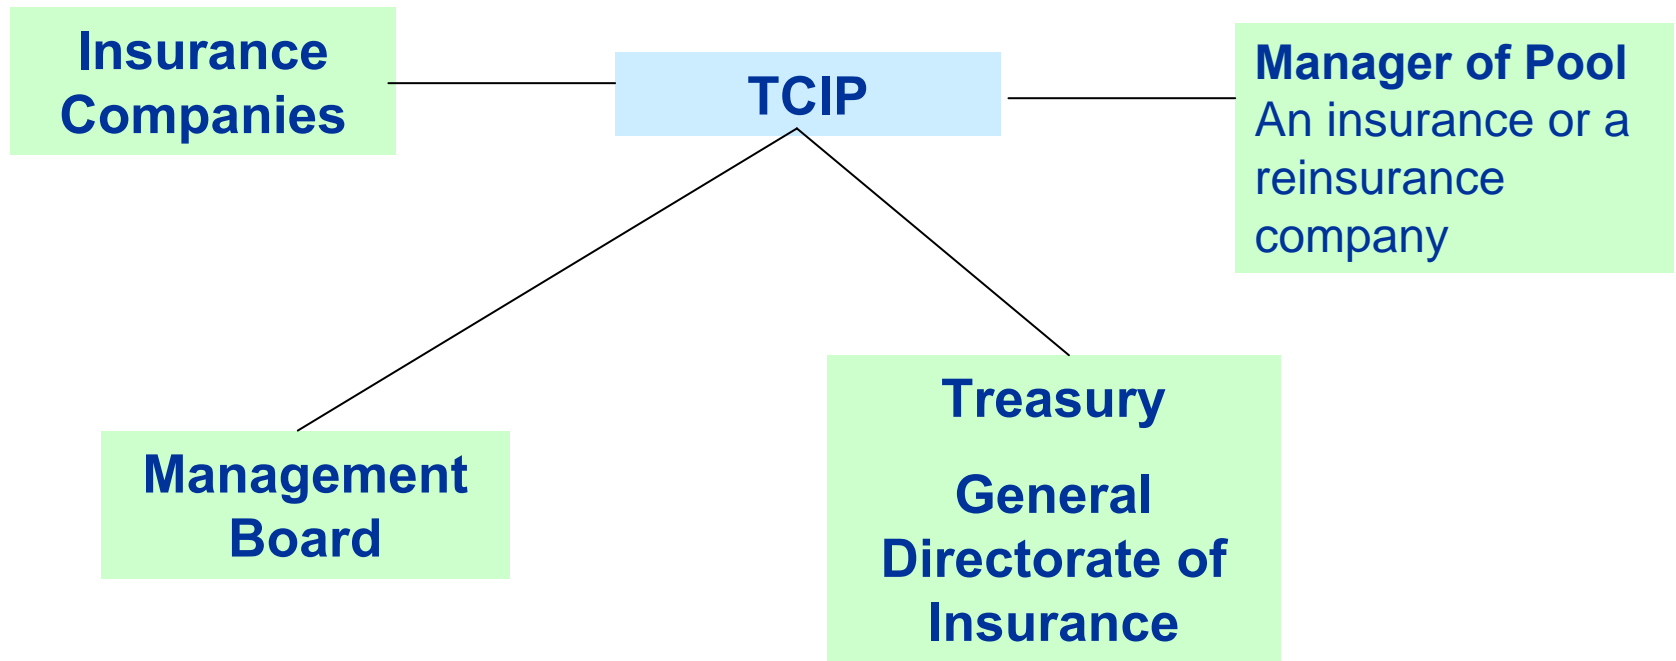 Insurance
Companies
TCIP
Manager of Pool
An insurance or a
reinsurance
company
Management
Board
Treasury
General
Directorate of
Insurance